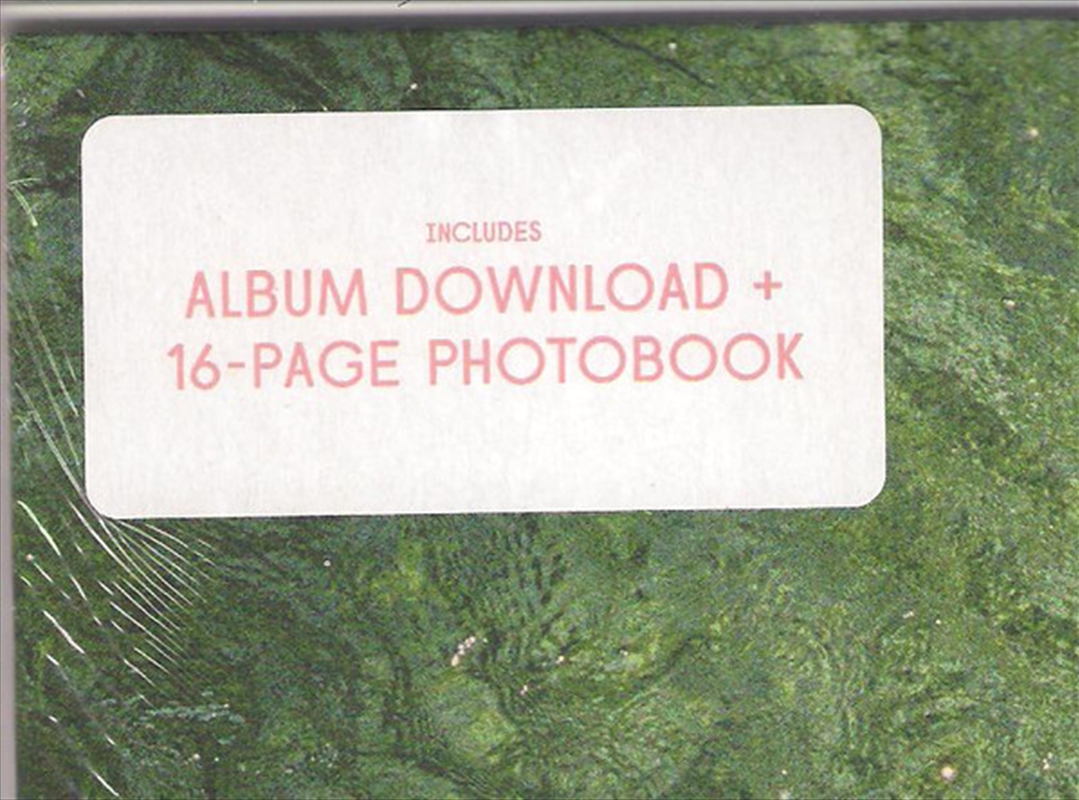 INCLUDES
ALBUM DOWNLOAD +
16-PAGE PHOTOBOOK